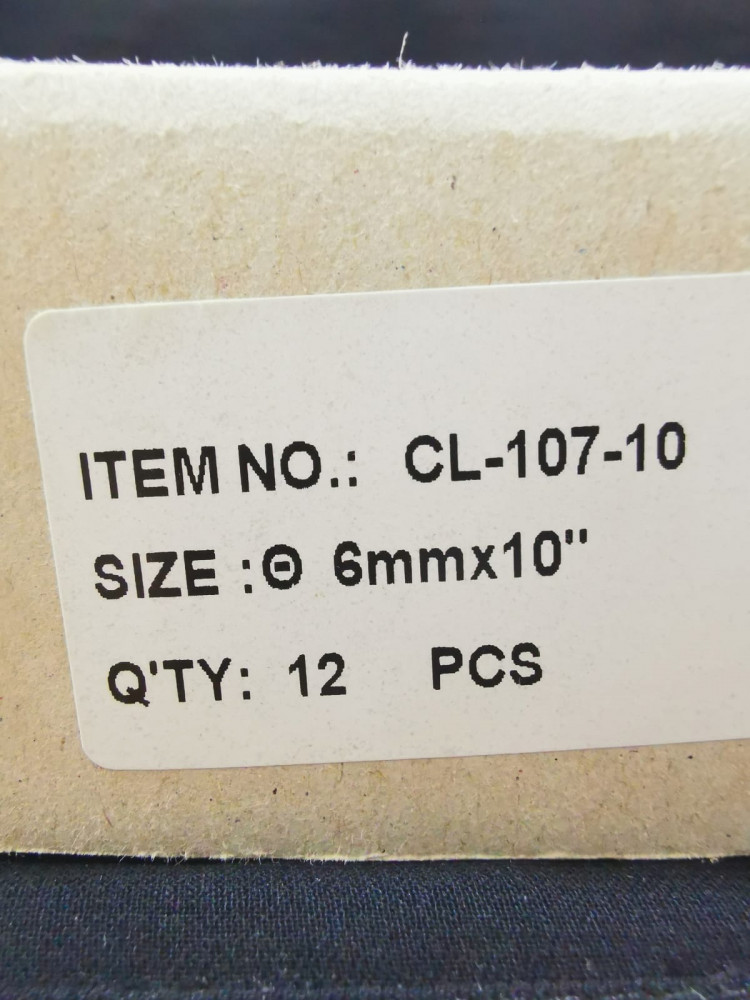 ITEM NO.: CL-107-10
SIZE :Θ 6mmx10"
Q'TY: 12 PCS